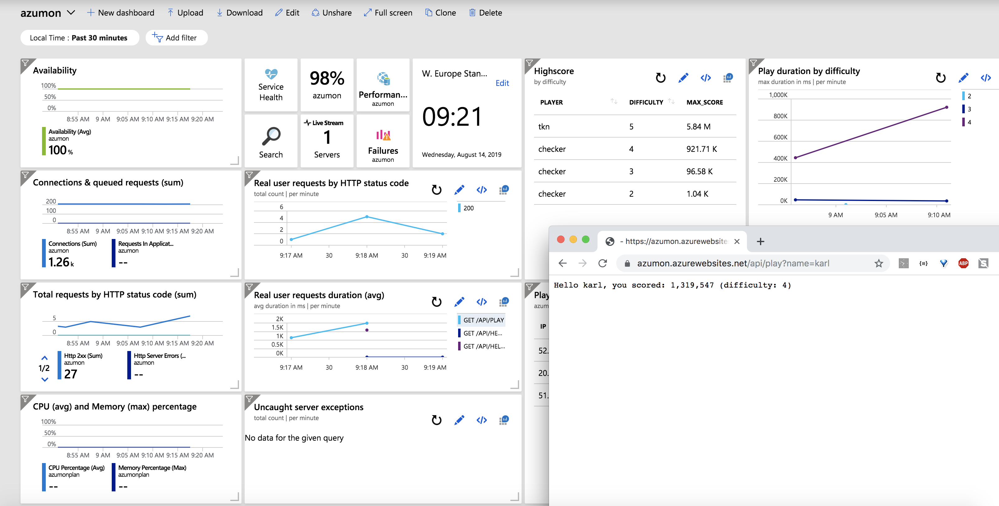 azumon
New dashboard
Upload
Download
Edit
Unshare
Full screen
Clone
Delete
Local Time : Past 30 minutes
Add filter
Availability
100%
50%
0%
8:55 AM 9 AM 9:05 AM 9:10 AM 9:15 AM 9:20 AM
Availability (Avg)
azumon
100 %
Service
Health
98%
azumon
Performan...
azumon
Search
Live Stream
1
Servers
Failures
azumon
W. Europe Stan...
Edit
09:21
Wednesday, August 14, 2019
Highscore
by difficulty
PLAYER DIFFICULTY MAX_SCORE
tkn 5 5.84 M
checker 4 921.71 K
checker 3 96.58 K
checker 2 1.04 K
Play duration by difficulty
max duration in ms | per minute
1,000K
800K
600K
400K
200K
0K
9 AM 9:05 AM 9:10 AM
2
3
4
Connections & queued requests (sum)
200
100
0
8:55 AM 9 AM 9:05 AM 9:10 AM 9:15 AM 9:20 AM
Connections (Sum)
azumon
1.26 k
Requests In Applicat...
azumon
--
Real user requests by HTTP status code
total count | per minute
6
4
2
0
9:17 AM 30 9:18 AM 30 9:19 AM
200
Total requests by HTTP status code (sum)
5
0
8:55 AM 9 AM 9:05 AM 9:10 AM 9:15 AM 9:20 AM
1/2
Http 2xx (Sum)
azumon
27
Http Server Errors (...
azumon
--
Real user requests duration (avg)
avg duration in ms | per minute
2K
1.5K
1K
0.5K
0K
9:17 AM 30 9:18 AM 30 9:19 AM
GET /API/PLAY
GET /API/HE...
GET /API/HEL...
Play
azum
IP
52.
20.
51.
CPU (avg) and Memory (max) percentage
100%
50%
0%
8:55 AM 9 AM 9:05 AM 9:10 AM 9:15 AM 9:20 AM
CPU Percentage (Avg)
azumonplan
--
Memory Percentage (Max)
azumonplan
--
Uncaught server exceptions
total count | per minute
No data for the given query
- https://azumon.azurewebsite
azumon.azurewebsites.net/api/play?name=karl
ABP
Hello karl, you scored: 1,319,547 (difficulty: 4)